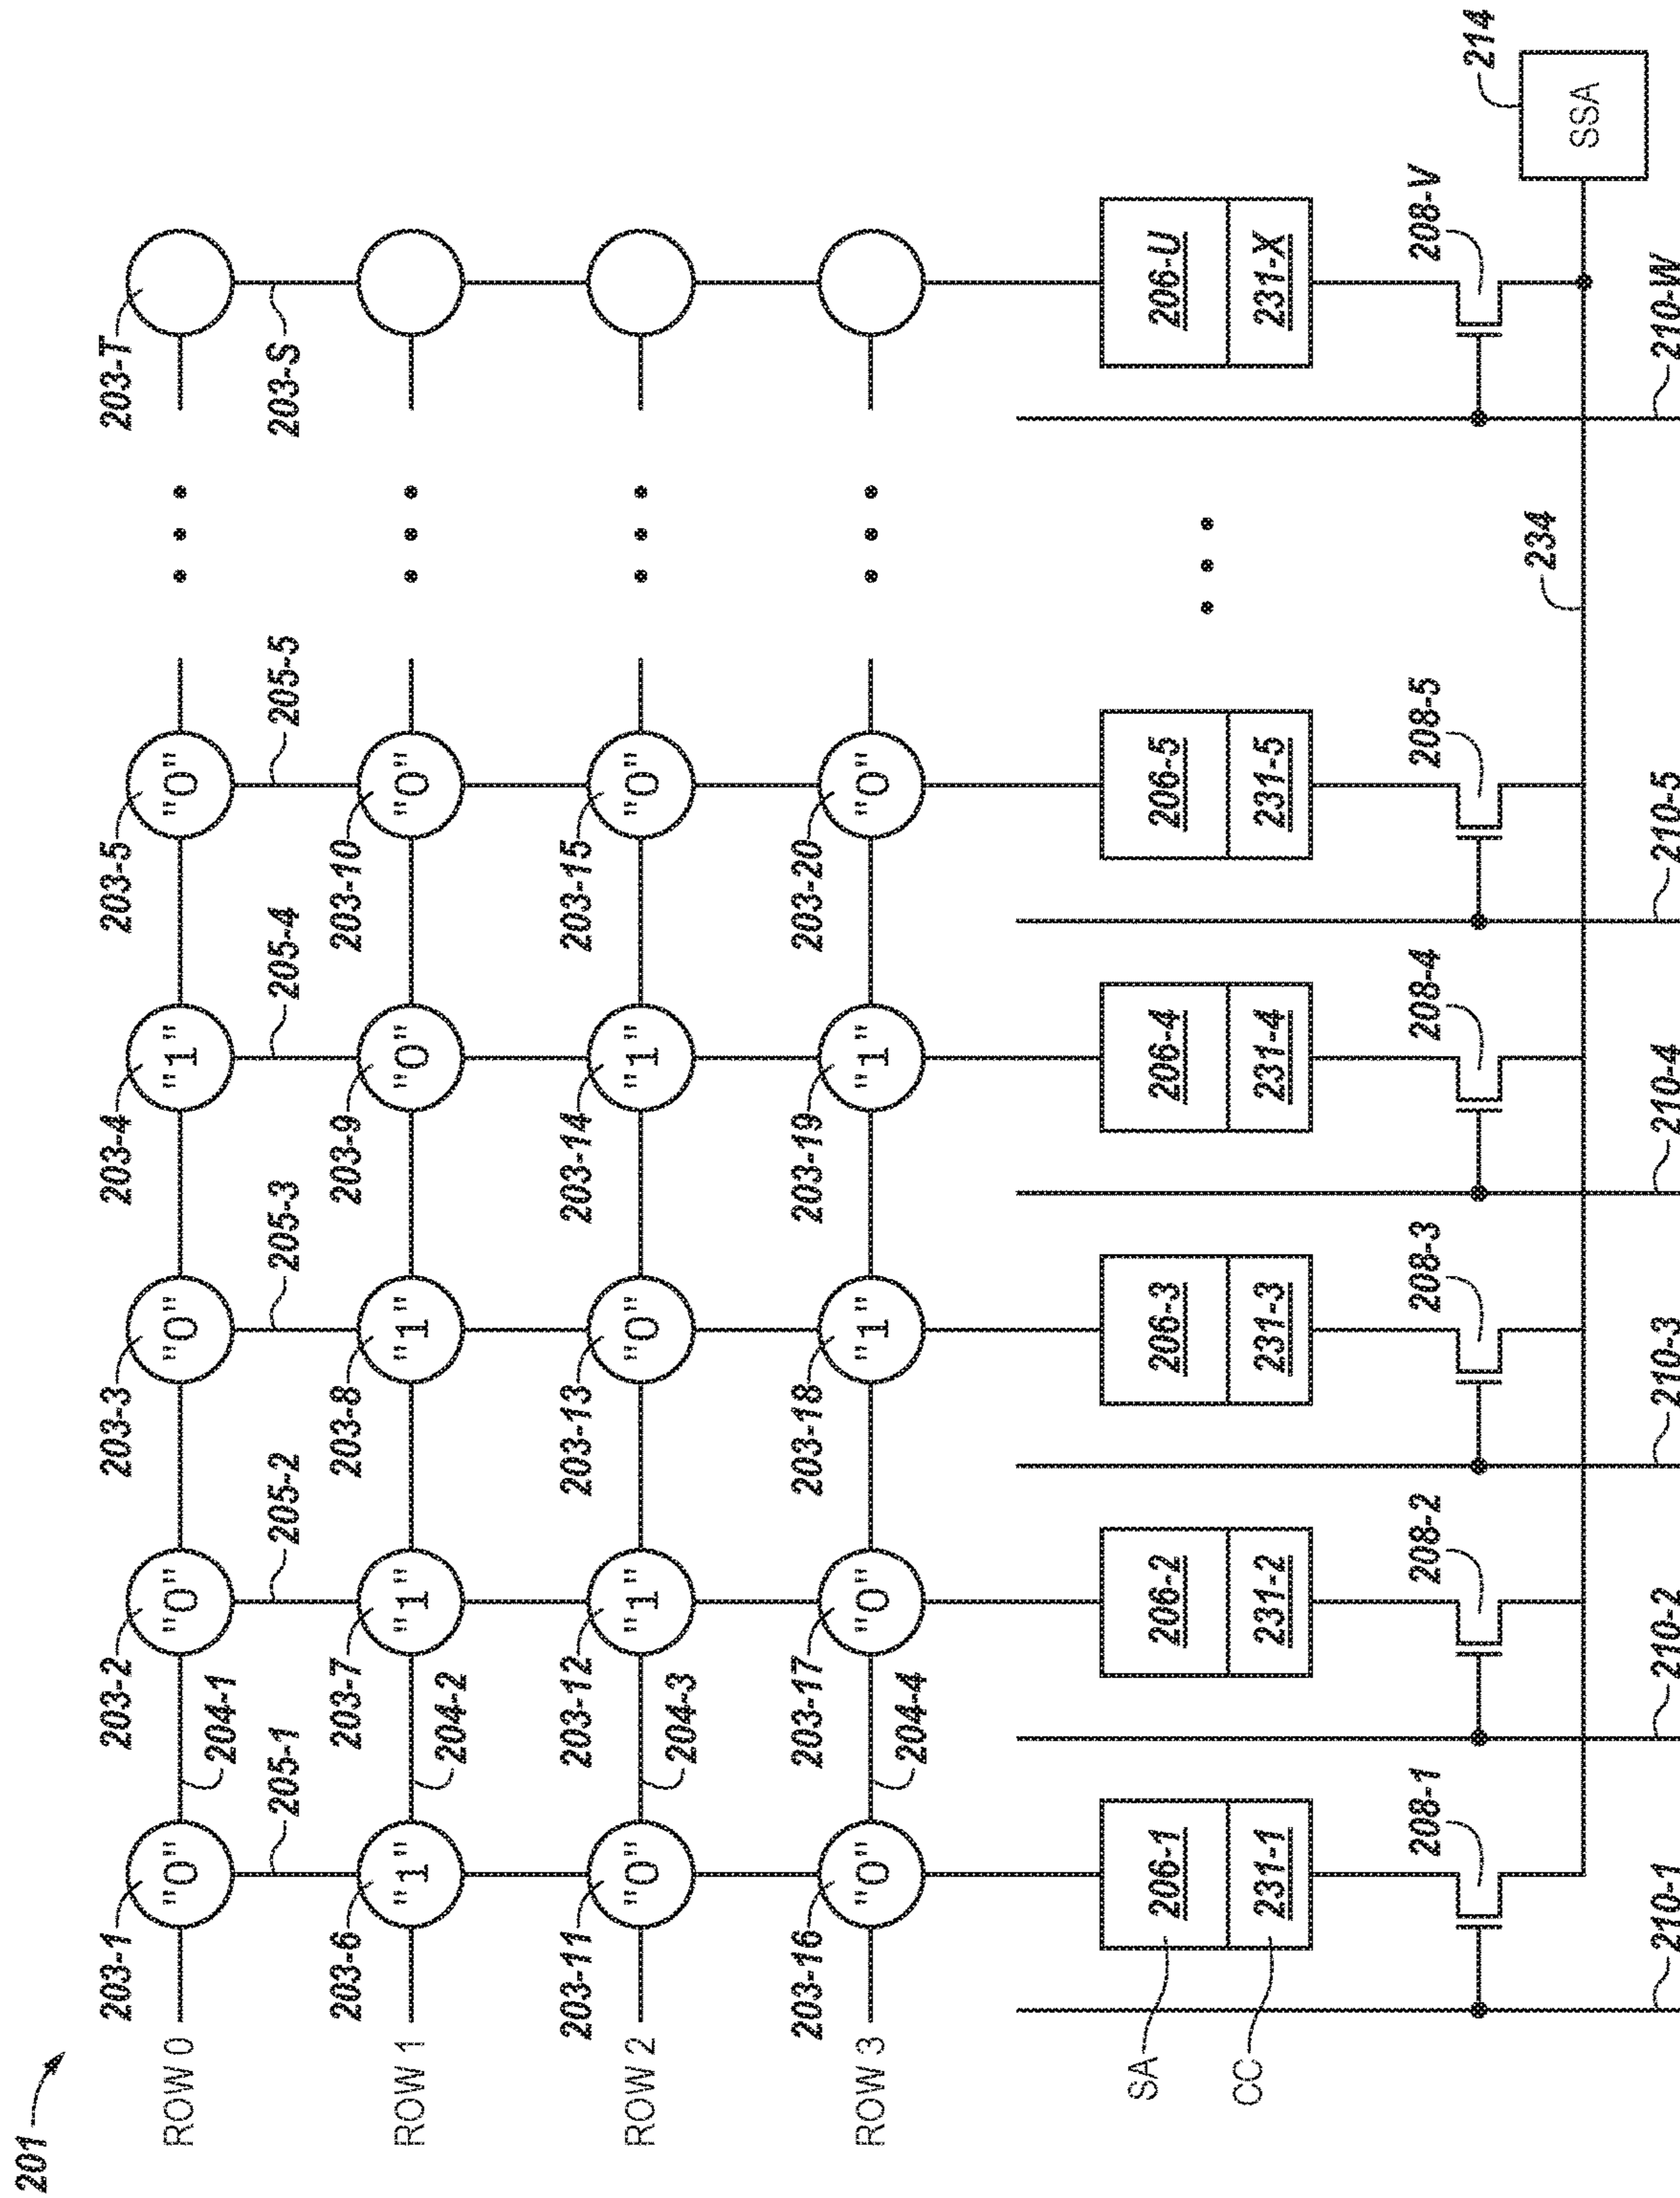 201
203-1 203-2 203-3 203-4 203-5 203-T
ROW 0 "0" "0" "0" "1" "0"
204-1
205-1 205-2 205-3 205-4 205-5 203-S
203-6 203-7 203-8 203-9 203-10
ROW 1 "1" "1" "1" "0" "0"
204-2
203-11 203-12 203-13 203-14 203-15
ROW 2 "0" "1" "0" "1" "0"
204-3
203-16 203-17 203-18 203-19 203-20
ROW 3 "0" "0" "1" "1" "0"
204-4
SA 206-1 206-2 206-3 206-4 206-5 206-U
CC 231-1 231-2 231-3 231-4 231-5 231-X
208-1 208-2 208-3 208-4 208-5 208-V
214
234
SSA
210-1 210-2 210-3 210-4 210-5 210-W